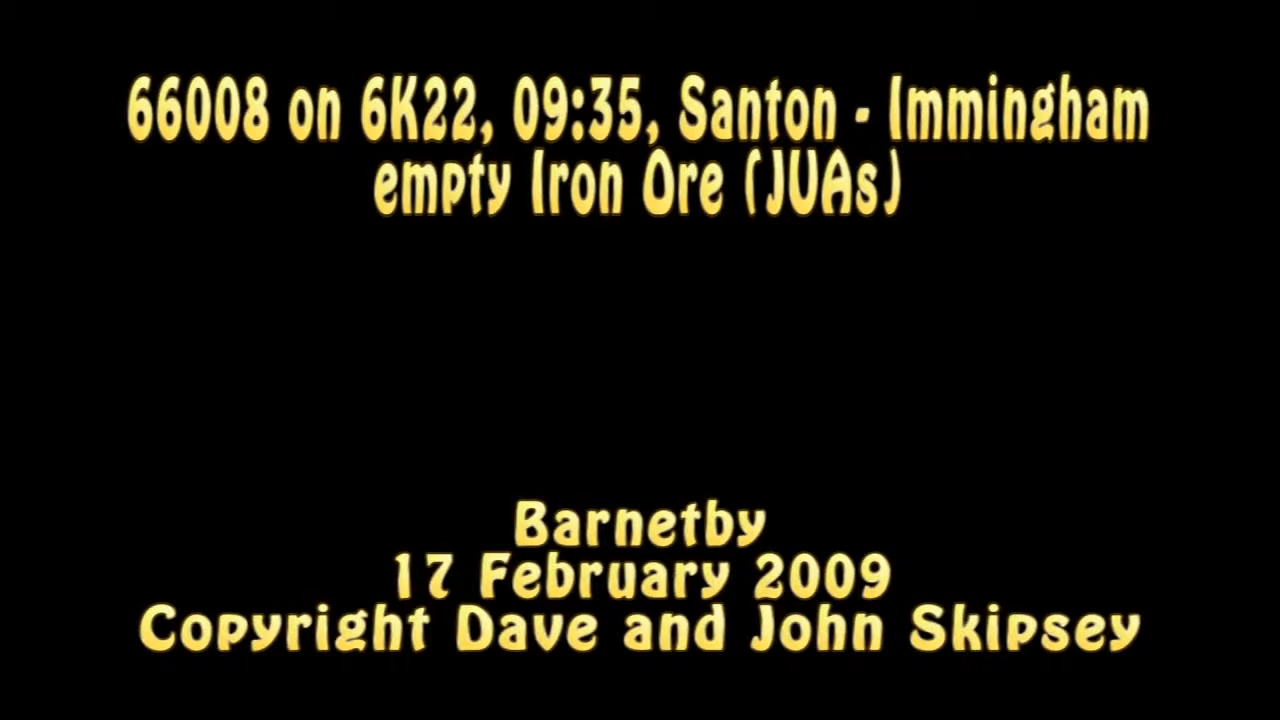 66008 on 6K22, 09:35, Santon - Immingham
empty Iron Ore (JUAs)
Barnetby
17 February 2009
Copyright Dave and John Skipsey